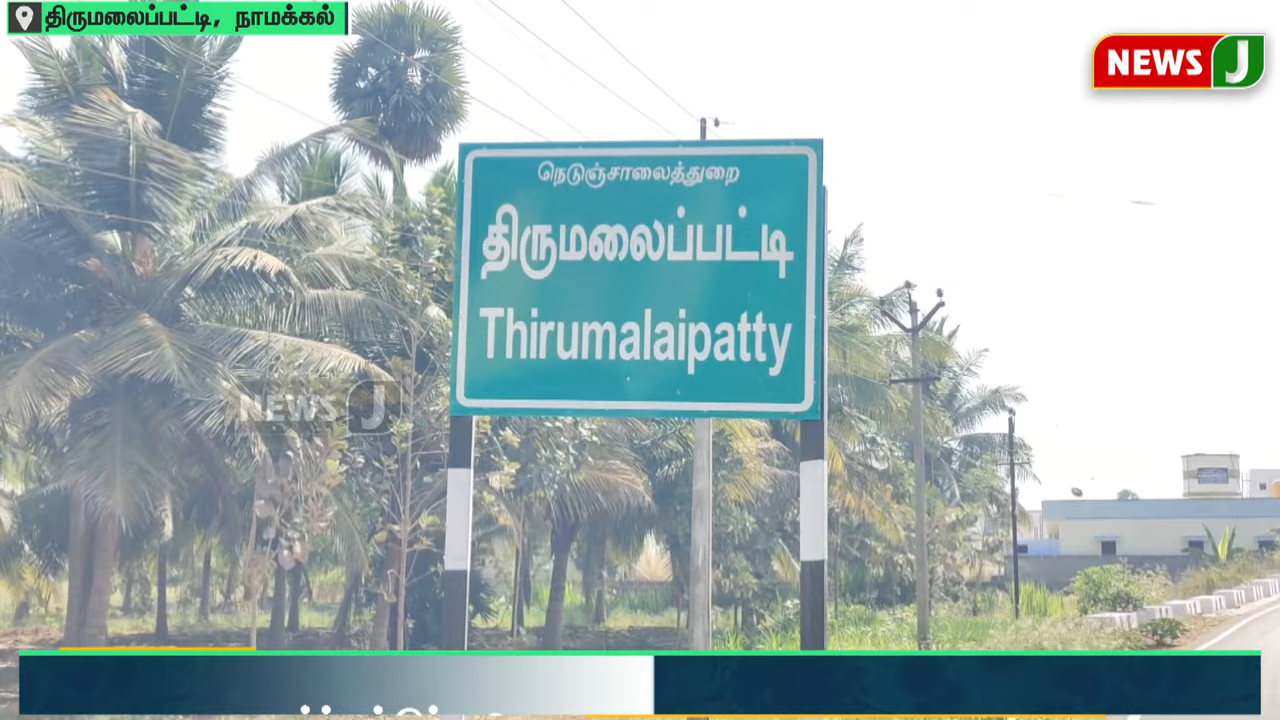 திருமலைப்பட்டி, நாமக்கல்
NEWS J
நெடுஞ்சாலைத்துறை
திருமலைப்பட்டி
Thirumalaipatty
NEWS J